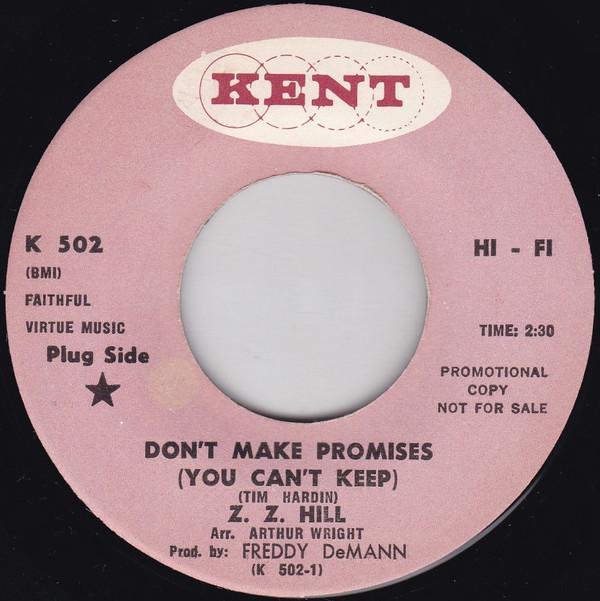 KENT
K 502
(BMI)
FAITHFUL
VIRTUE MUSIC
Plug Side
HI - FI
TIME: 2:30
PROMOTIONAL
COPY
NOT FOR SALE
DON'T MAKE PROMISES
(YOU CAN'T KEEP)
(TIM HARDIN)
Z. Z. HILL
Arr. ARTHUR WRIGHT
Prod. by: FREDDY DeMANN
(K 502-1)